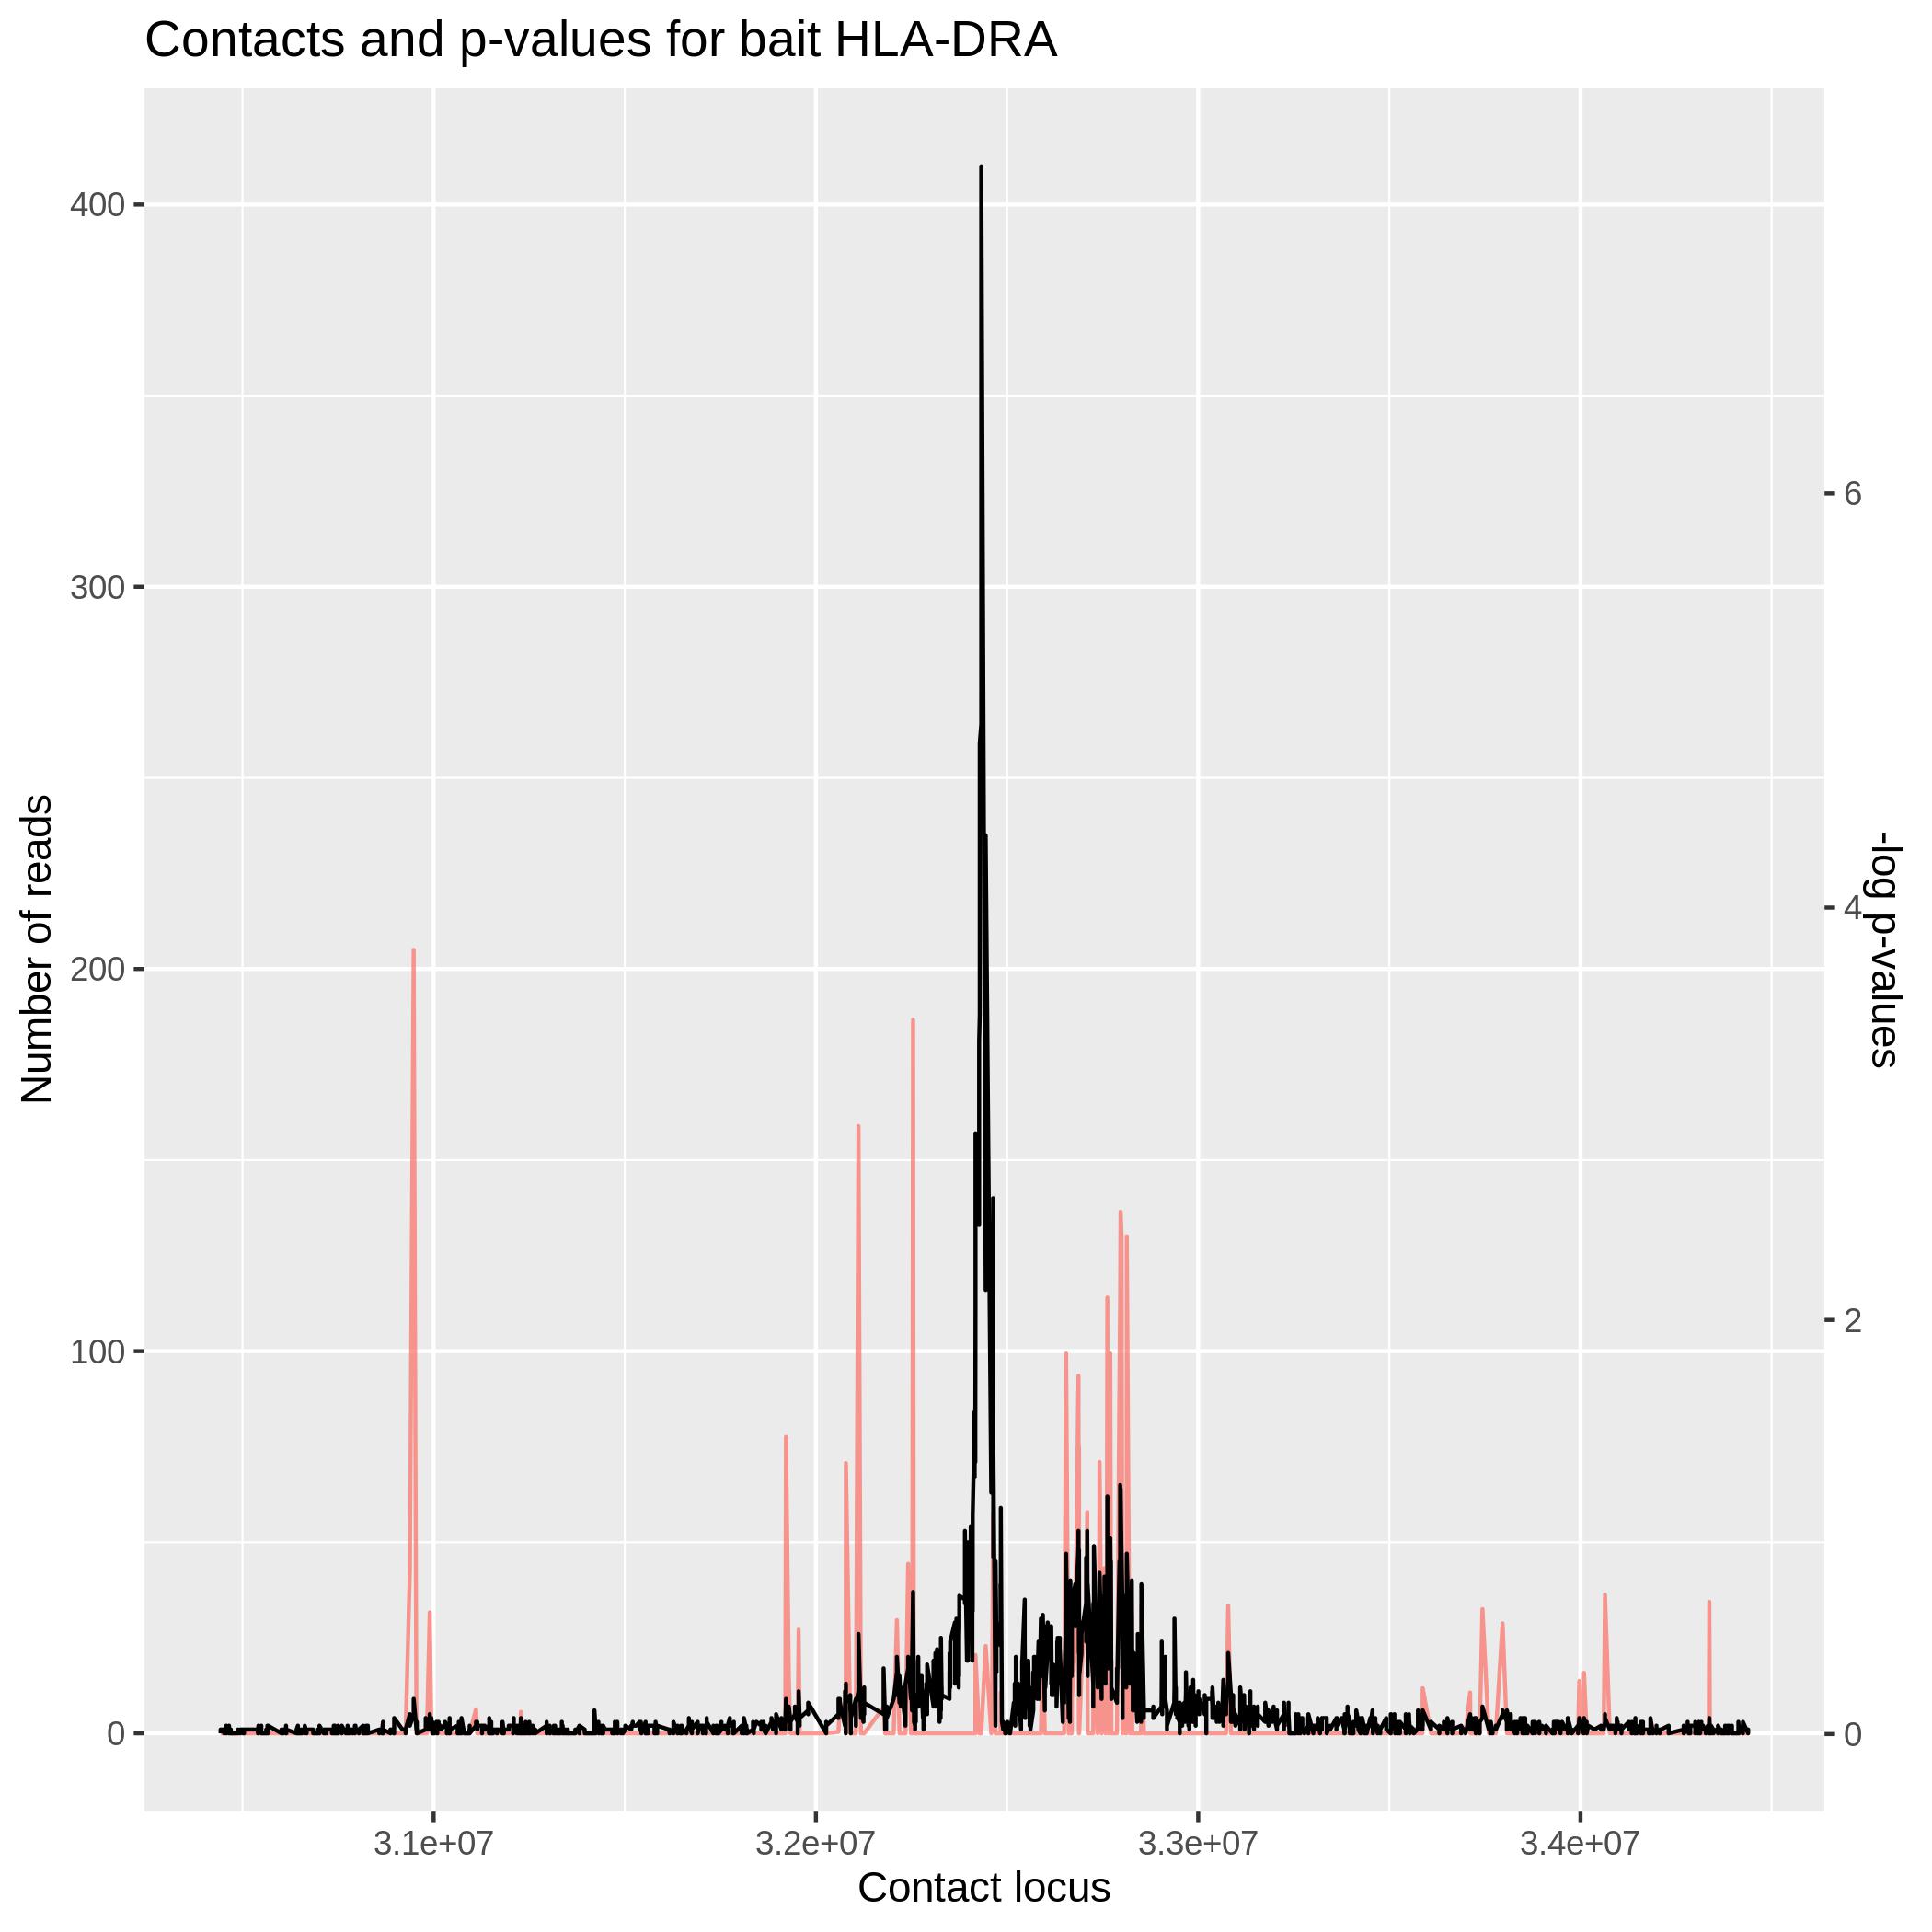 Contacts and p-values for bait HLA-DRA
400
300
200
100
0
Number of reads
6
4
2
0
-log p-values
3.1e+07
3.2e+07
3.3e+07
3.4e+07
Contact locus